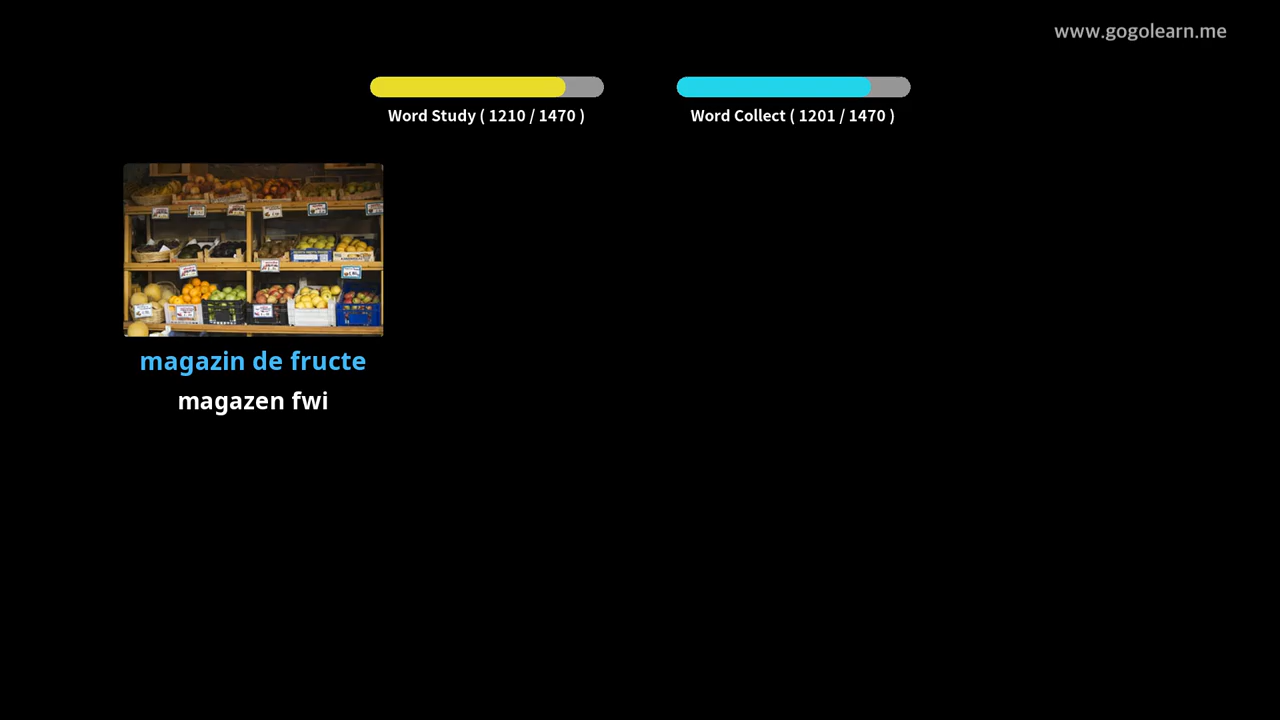 www.gogolearn.me
Word Study ( 1210 / 1470 )
Word Collect ( 1201 / 1470 )
magazin de fructe
magazen fwi